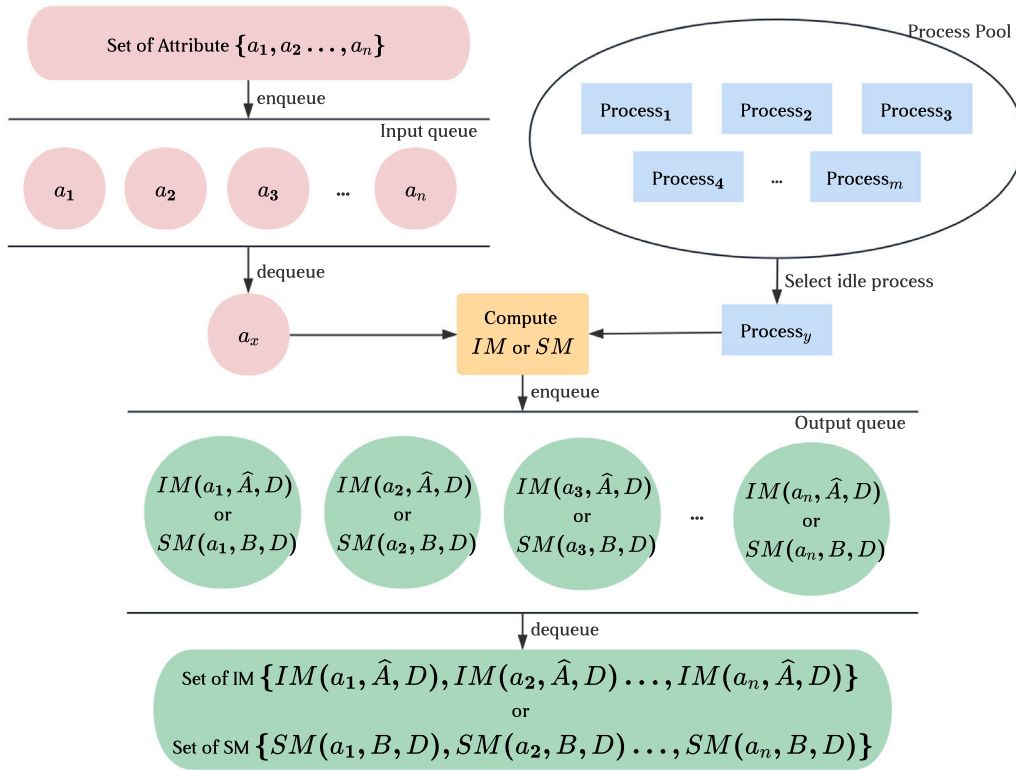 Set of Attribute {a₁, a₂ ..., aₙ}
enqueue
Input queue
a₁ a₂ a₃ ... aₙ
dequeue
aₓ
Process Pool
Process₁ Process₂ Process₃
Process₄ ... Processₘ
Select idle process
Processᵧ
Compute
IM or SM
enqueue
Output queue
IM(a₁, Â, D)
or
SM(a₁, B, D)
IM(a₂, Â, D)
or
SM(a₂, B, D)
IM(a₃, Â, D)
or
SM(a₃, B, D)
...
IM(aₙ, Â, D)
or
SM(aₙ, B, D)
dequeue
Set of IM {IM(a₁, Â, D), IM(a₂, Â, D) ..., IM(aₙ, Â, D)}
or
Set of SM {SM(a₁, B, D), SM(a₂, B, D) ..., SM(aₙ, B, D)}